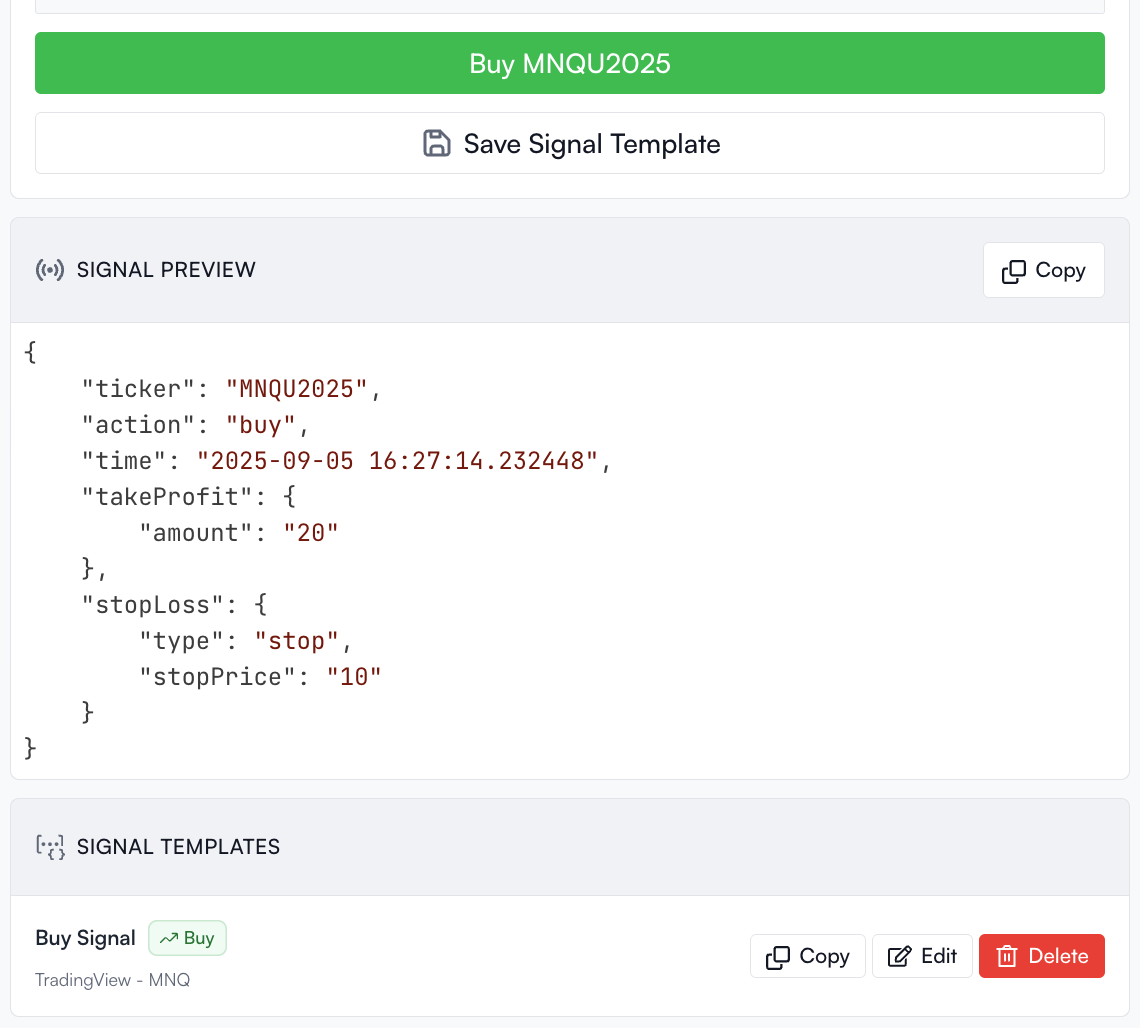 Buy MNQU2025
Save Signal Template
SIGNAL PREVIEW
Copy
{
    "ticker": "MNQU2025",
    "action": "buy",
    "time": "2025-09-05 16:27:14.232448",
    "takeProfit": {
        "amount": "20"
    },
    "stopLoss": {
        "type": "stop",
        "stopPrice": "10"
    }
}
SIGNAL TEMPLATES
Buy Signal Buy
TradingView - MNQ
Copy Edit Delete